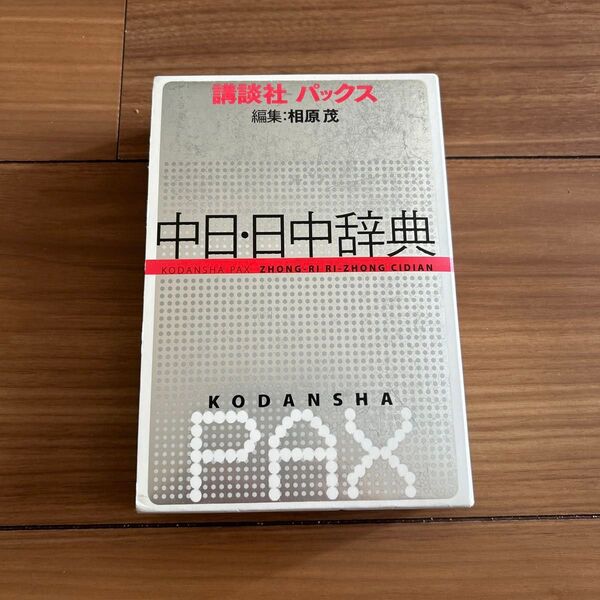 講談社 パックス
編集:相原 茂
中日·日中辞典
KODANSHA PAX ZHONG-RI RI-ZHONG CIDIAN
KODANSHA
PAX